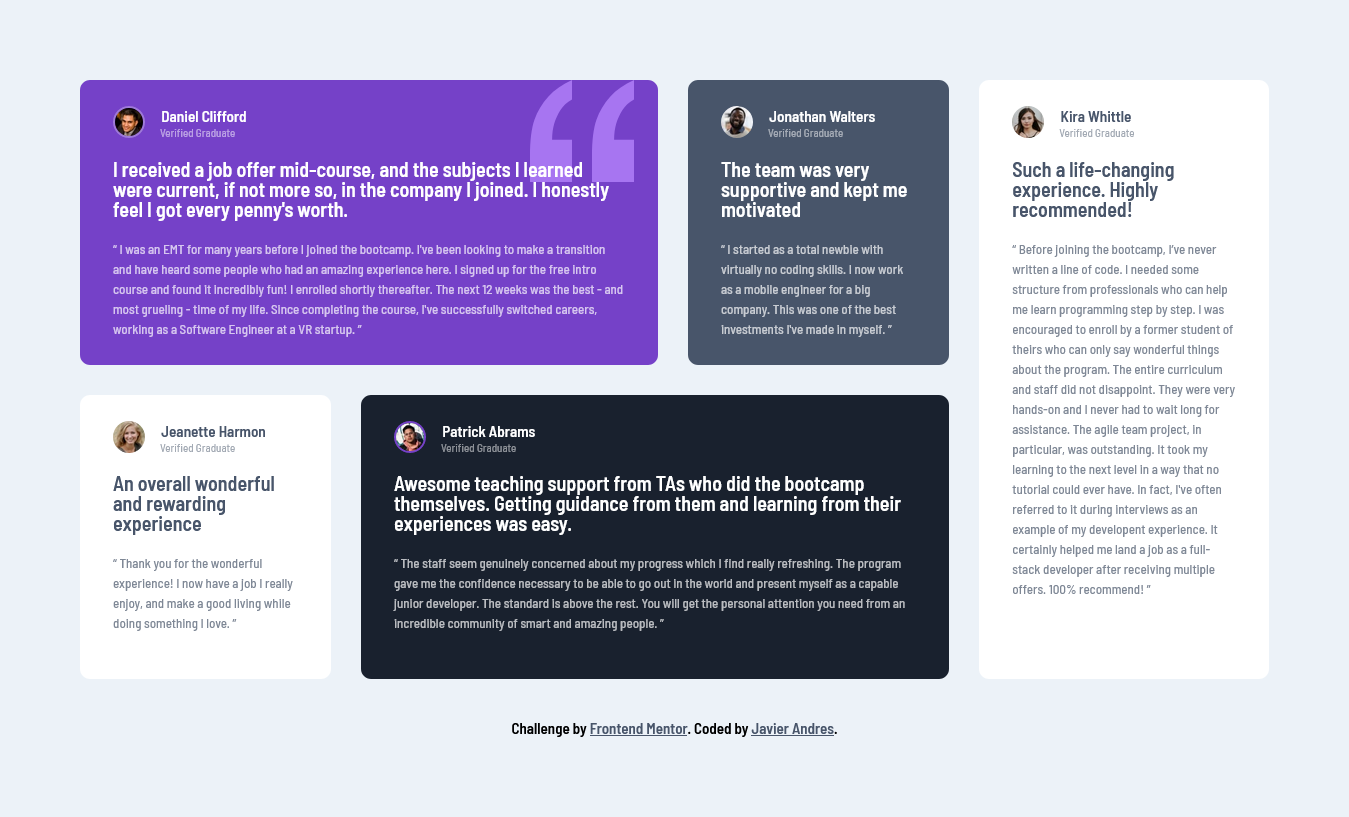 Daniel Clifford
Verified Graduate
I received a job offer mid-course, and the subjects I learned
were current, if not more so, in the company I joined. I honestly
feel I got every penny's worth.
“ I was an EMT for many years before I joined the bootcamp. I've been looking to make a transition
and have heard some people who had an amazing experience here. I signed up for the free intro
course and found it incredibly fun! I enrolled shortly thereafter. The next 12 weeks was the best - and
most grueling - time of my life. Since completing the course, I've successfully switched careers,
working as a Software Engineer at a VR startup. ”
Jonathan Walters
Verified Graduate
The team was very
supportive and kept me
motivated
“ I started as a total newbie with
virtually no coding skills. I now work
as a mobile engineer for a big
company. This was one of the best
investments I've made in myself. ”
Kira Whittle
Verified Graduate
Such a life-changing
experience. Highly
recommended!
“ Before joining the bootcamp, I've never
written a line of code. I needed some
structure from professionals who can help
me learn programming step by step. I was
encouraged to enroll by a former student of
theirs who can only say wonderful things
about the program. The entire curriculum
and staff did not disappoint. They were very
hands-on and I never had to wait long for
assistance. The agile team project, in
particular, was outstanding. It took my
learning to the next level in a way that no
tutorial could ever have. In fact, I've often
referred to it during interviews as an
example of my developent experience. It
certainly helped me land a job as a full-
stack developer after receiving multiple
offers. 100% recommend! ”
Jeanette Harmon
Verified Graduate
An overall wonderful
and rewarding
experience
“ Thank you for the wonderful
experience! I now have a job I really
enjoy, and make a good living while
doing something I love. ”
Patrick Abrams
Verified Graduate
Awesome teaching support from TAs who did the bootcamp
themselves. Getting guidance from them and learning from their
experiences was easy.
“ The staff seem genuinely concerned about my progress which I find really refreshing. The program
gave me the confidence necessary to be able to go out in the world and present myself as a capable
junior developer. The standard is above the rest. You will get the personal attention you need from an
incredible community of smart and amazing people. ”
Challenge by Frontend Mentor. Coded by Javier Andres.